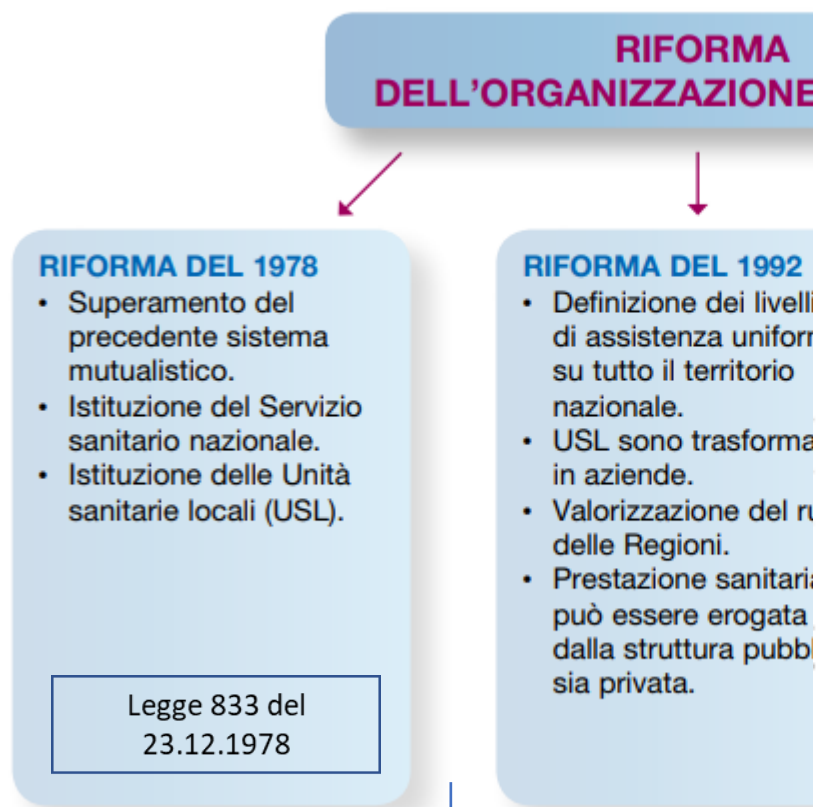 RIFORMA
DELL'ORGANIZZAZIONE
RIFORMA DEL 1978
• Superamento del
precedente sistema
mutualistico.
• Istituzione del Servizio
sanitario nazionale.
• Istituzione delle Unità
sanitarie locali (USL).
Legge 833 del
23.12.1978
RIFORMA DEL 1992
• Definizione dei livelli
di assistenza
su tutto il territorio
nazionale.
• USL sono
in aziende.
• Valorizzazione del
delle Regioni.
• Prestazione sanitaria
può essere erogata
dalla struttura
sia privata.